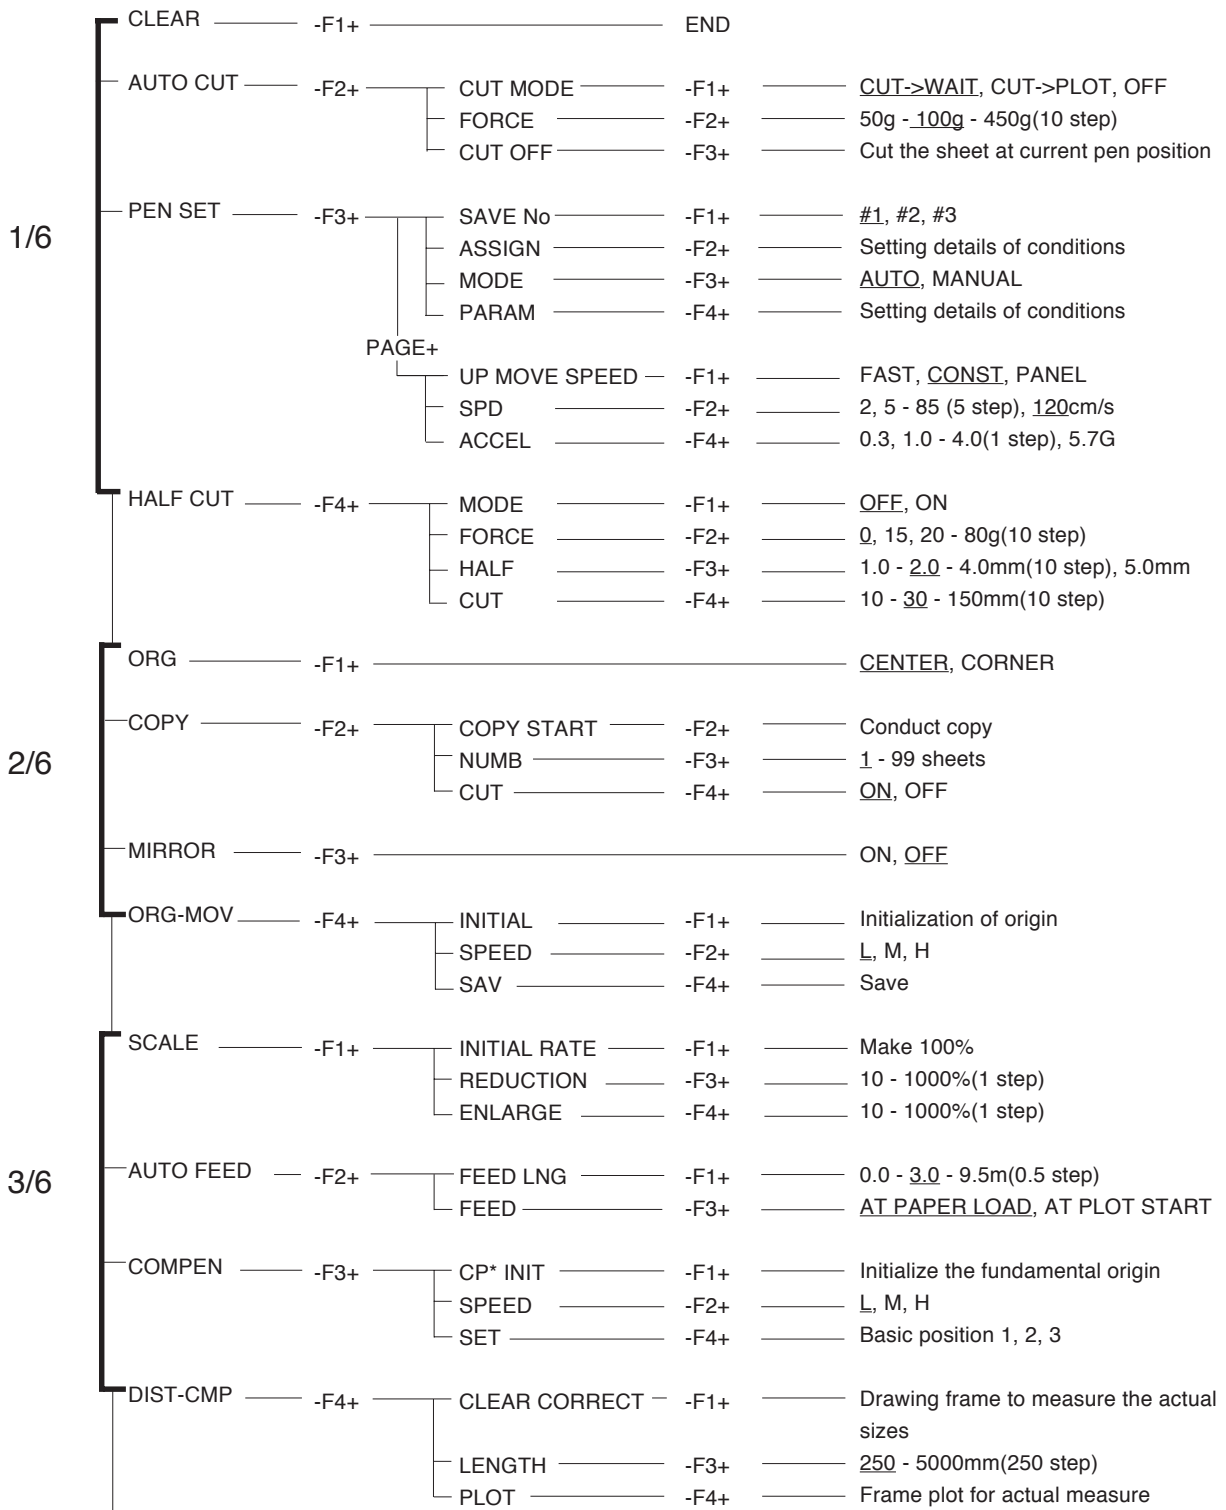 CLEAR -F1+ END
AUTO CUT -F2+ CUT MODE -F1+ CUT->WAIT, CUT->PLOT, OFF
FORCE -F2+ 50g - 100g - 450g(10 step)
CUT OFF -F3+ Cut the sheet at current pen position
1/6
PEN SET -F3+ SAVE No -F1+ #1, #2, #3
ASSIGN -F2+ Setting details of conditions
MODE -F3+ AUTO, MANUAL
PARAM -F4+ Setting details of conditions
PAGE+
UP MOVE SPEED -F1+ FAST, CONST, PANEL
SPD -F2+ 2, 5 - 85 (5 step), 120cm/s
ACCEL -F4+ 0.3, 1.0 - 4.0(1 step), 5.7G
HALF CUT -F4+ MODE -F1+ OFF, ON
FORCE -F2+ 0, 15, 20 - 80g(10 step)
HALF -F3+ 1.0 - 2.0 - 4.0mm(10 step), 5.0mm
CUT -F4+ 10 - 30 - 150mm(10 step)
ORG -F1+ CENTER, CORNER
COPY -F2+ COPY START -F2+ Conduct copy
2/6
NUMB -F3+ 1 - 99 sheets
CUT -F4+ ON, OFF
MIRROR -F3+ ON, OFF
ORG-MOV -F4+ INITIAL -F1+ Initialization of origin
SPEED -F2+ L, M, H
SAV -F4+ Save
SCALE -F1+ INITIAL RATE -F1+ Make 100%
REDUCTION -F3+ 10 - 1000%(1 step)
ENLARGE -F4+ 10 - 1000%(1 step)
3/6
AUTO FEED -F2+ FEED LNG -F1+ 0.0 - 3.0 - 9.5m(0.5 step)
FEED -F3+ AT PAPER LOAD, AT PLOT START
COMPEN -F3+ CP* INIT -F1+ Initialize the fundamental origin
SPEED -F2+ L, M, H
SET -F4+ Basic position 1, 2, 3
DIST-CMP -F4+ CLEAR CORRECT -F1+ Drawing frame to measure the actual
sizes
LENGTH -F3+ 250 - 5000mm(250 step)
PLOT -F4+ Frame plot for actual measure